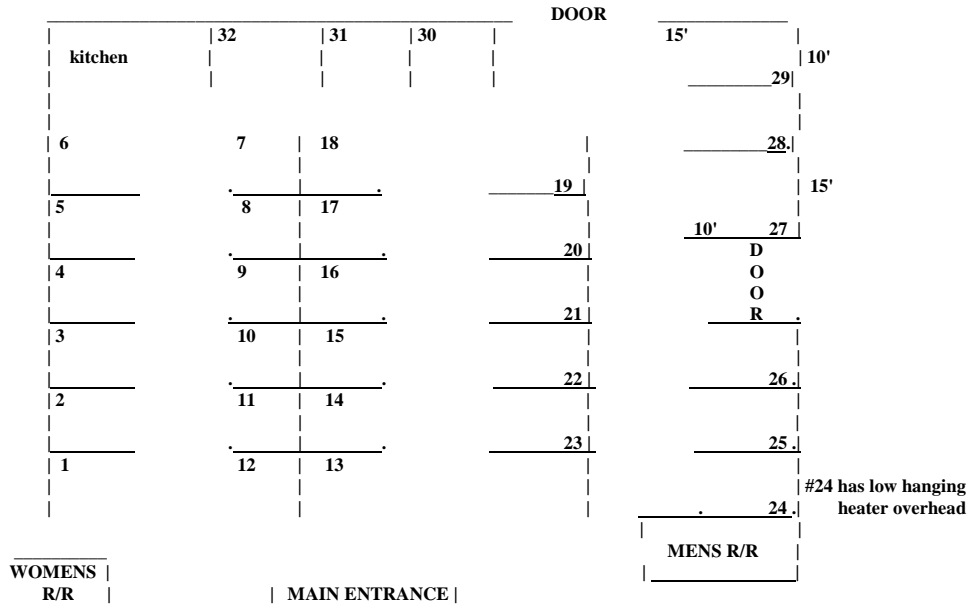 DOOR
32 31 30 15'
kitchen 10'
29
6 7 18 28.
19 15'
5 8 17
10' 27
20 D
4 9 16 O
O
21 R
3 10 15
22 26
2 11 14
23 25
1 12 13
#24 has low hanging
24 heater overhead
MENS R/R
WOMENS
R/R MAIN ENTRANCE